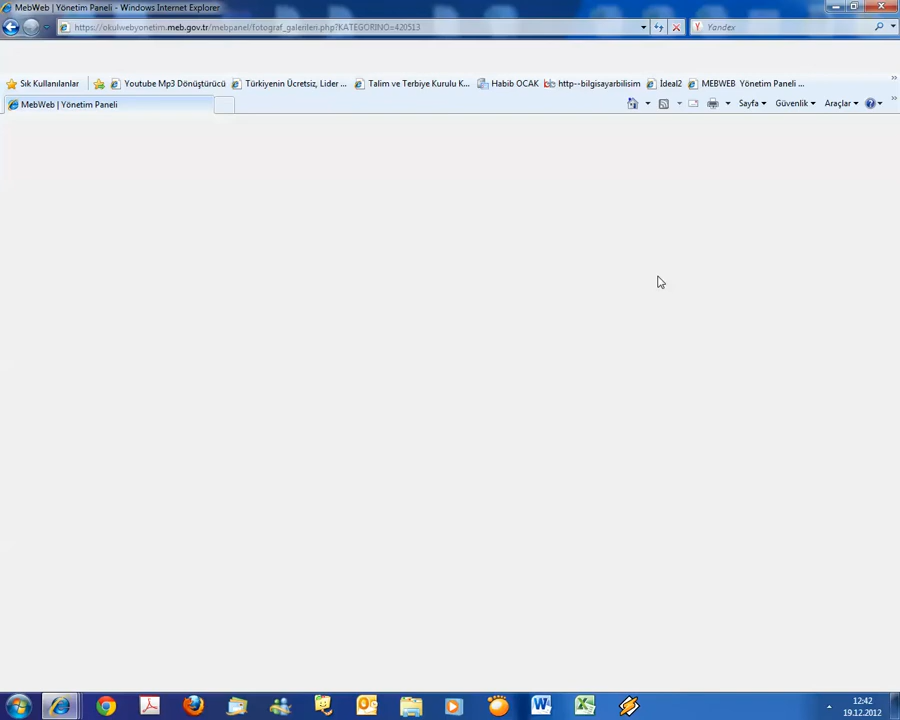 MebWeb | Yönetim Paneli - Windows Internet Explorer
https://okulwebyonetim.meb.gov.tr/mebpanel/fotograf_galerileri.php?KATEGORINO=420513
Yandex
Sık Kullanılanlar
Youtube Mp3 Dönüştürücü
Türkiyenin Ücretsiz, Lider ...
Talim ve Terbiye Kurulu K...
Habib OCAK
http--bilgisayarbilisim
İdeal2
MEBWEB Yönetim Paneli ...
MebWeb | Yönetim Paneli
Sayfa
Güvenlik
Araçlar
12:42
19.12.2012